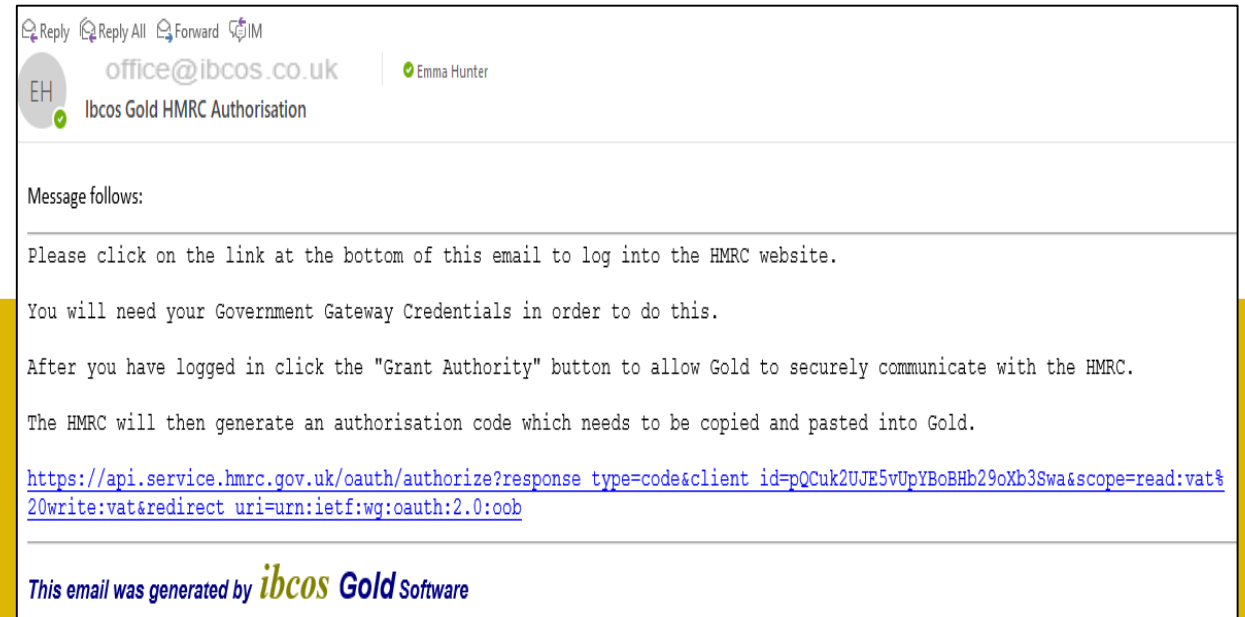 Reply Reply All Forward IM
EH
office@ibcos.co.uk Emma Hunter
Ibcos Gold HMRC Authorisation
Message follows:
Please click on the link at the bottom of this email to log into the HMRC website.
You will need your Government Gateway Credentials in order to do this.
After you have logged in click the "Grant Authority" button to allow Gold to securely communicate with the HMRC.
The HMRC will then generate an authorisation code which needs to be copied and pasted into Gold.
https://api.service.hmrc.gov.uk/oauth/authorize?response_type=code&client_id=pQCuk2UJE5vUpYBoBHb29oXb3Swa&scope=read:vat%
20write:vat&redirect_uri=urn:ietf:wg:oauth:2.0:oob
This email was generated by ibcos Gold Software